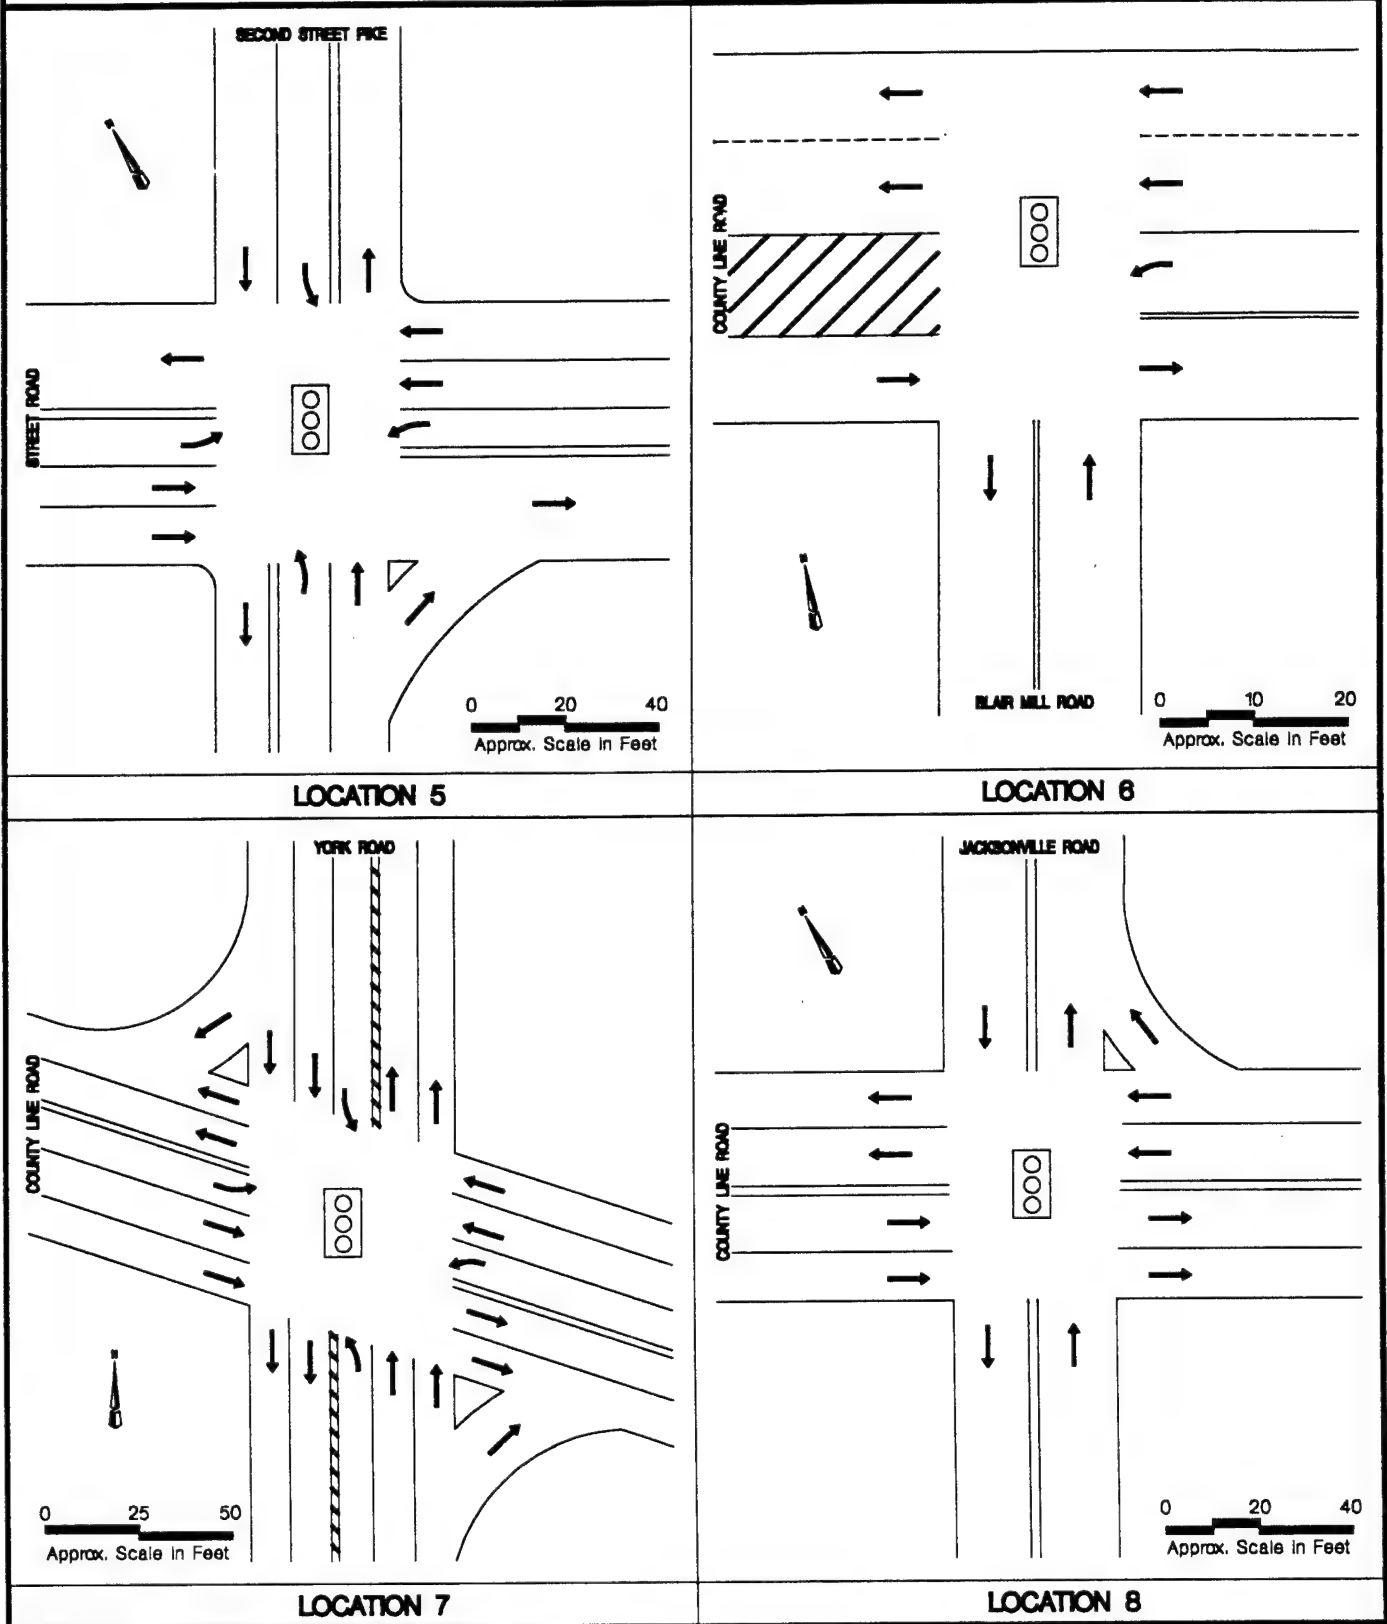 SECOND STREET PIKE
STREET ROAD
0 20 40
Approx. Scale in Feet
LOCATION 5
COUNTY LINE ROAD
BLAIR MILL ROAD
0 10 20
Approx. Scale in Feet
LOCATION 6
YORK ROAD
COUNTY LINE ROAD
0 25 50
Approx. Scale in Feet
LOCATION 7
JACKSONVILLE ROAD
COUNTY LINE ROAD
0 20 40
Approx. Scale in Feet
LOCATION 8